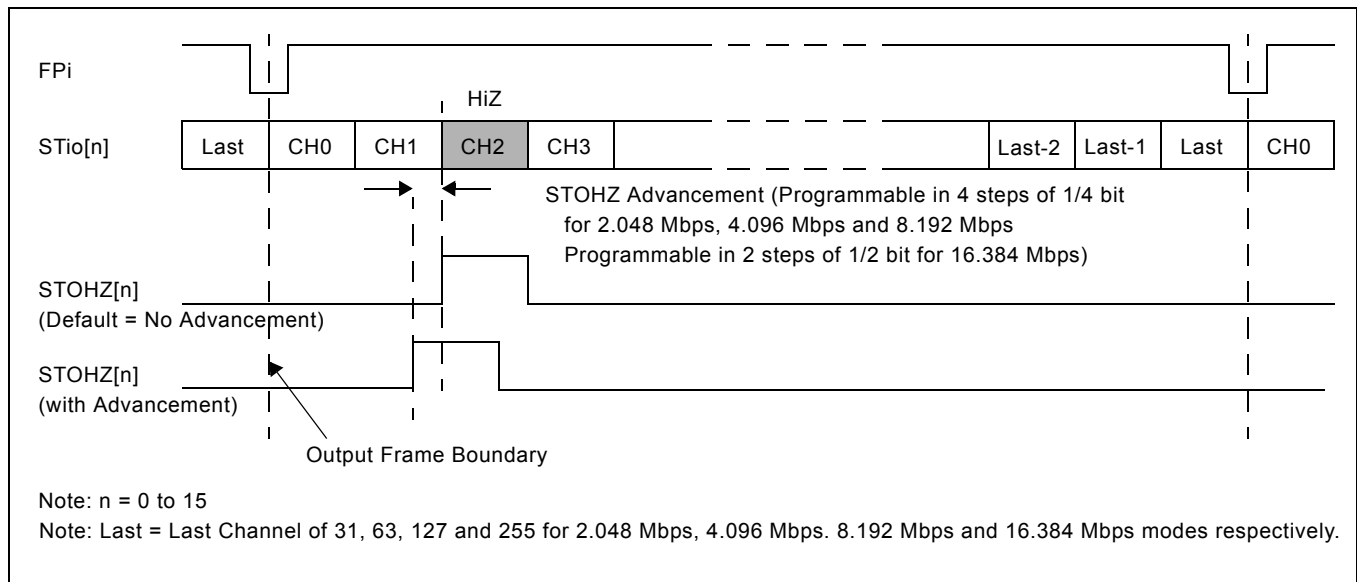 FPi
HiZ
STio[n]
Last
CH0
CH1
CH2
CH3
Last-2
Last-1
Last
CH0
STOHZ Advancement (Programmable in 4 steps of 1/4 bit
for 2.048 Mbps, 4.096 Mbps and 8.192 Mbps
Programmable in 2 steps of 1/2 bit for 16.384 Mbps)
STOHZ[n]
(Default = No Advancement)
STOHZ[n]
(with Advancement)
Output Frame Boundary
Note: n = 0 to 15
Note: Last = Last Channel of 31, 63, 127 and 255 for 2.048 Mbps, 4.096 Mbps. 8.192 Mbps and 16.384 Mbps modes respectively.